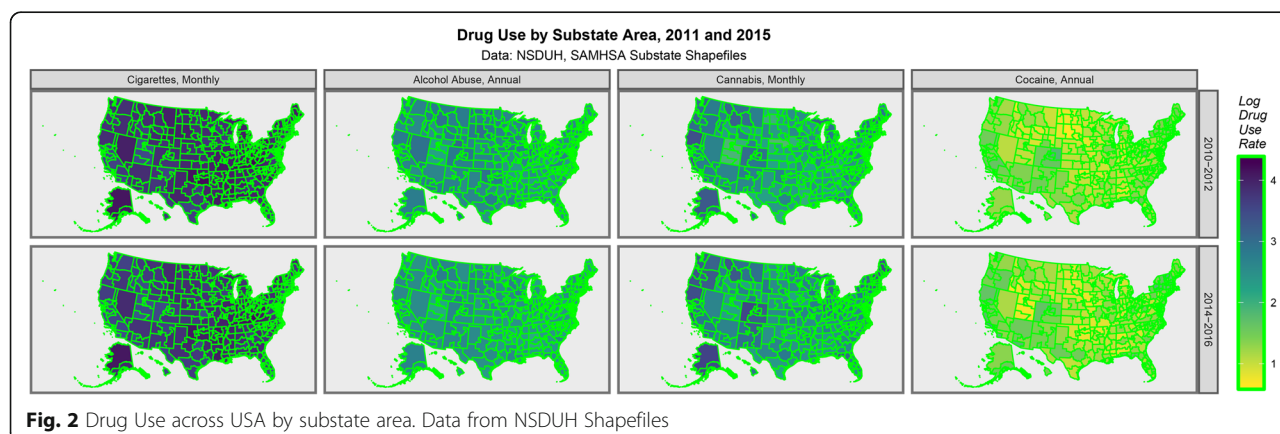 Drug Use by Substate Area, 2011 and 2015
Data: NSDUH, SAMHSA Substate Shapefiles
Cigarettes, Monthly
Alcohol Abuse, Annual
Cannabis, Monthly
Cocaine, Annual
2010−2012
2014−2016
Log
Drug
Use
Rate
4
3
2
1
Fig. 2 Drug Use across USA by substate area. Data from NSDUH Shapefiles